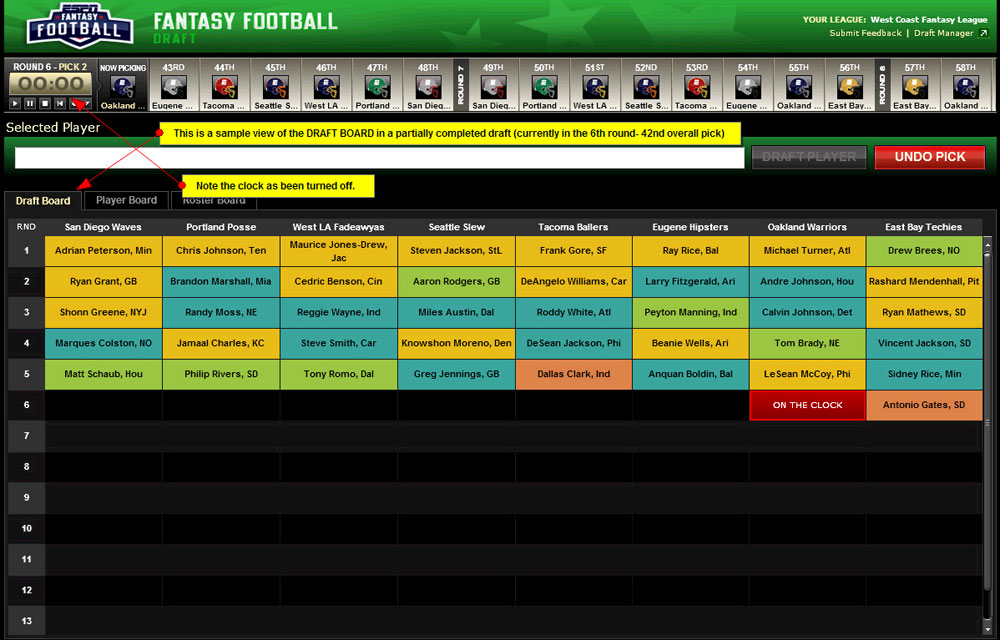 ESPN
FANTASY
FOOTBALL
FANTASY FOOTBALL
DRAFT
YOUR LEAGUE: West Coast Fantasy League
Submit Feedback | Draft Manager
ROUND 6 - PICK 2
00:00
NOW PICKING
Oakland ...
43RD
Eugene ...
44TH
Tacoma ...
45TH
Seattle S...
46TH
West LA ...
47TH
Portland ...
48TH
San Dieg...
ROUND 7
49TH
San Dieg...
50TH
Portland ...
51ST
West LA ...
52ND
Seattle S...
53RD
Tacoma ...
54TH
Eugene ...
55TH
Oakland ...
56TH
East Bay...
ROUND 8
57TH
East Bay...
58TH
Oakland ...
Selected Player
This is a sample view of the DRAFT BOARD in a partially completed draft (currently in the 6th round- 42nd overall pick)
DRAFT PLAYER
UNDO PICK
Note the clock as been turned off.
Draft Board Player Board Roster Board
RND San Diego Waves Portland Posse West LA Fadeawyas Seattle Slew Tacoma Ballers Eugene Hipsters Oakland Warriors East Bay Techies
1 Adrian Peterson, Min Chris Johnson, Ten Maurice Jones-Drew, Jac Steven Jackson, StL Frank Gore, SF Ray Rice, Bal Michael Turner, Atl Drew Brees, NO
2 Ryan Grant, GB Brandon Marshall, Mia Cedric Benson, Cin Aaron Rodgers, GB DeAngelo Williams, Car Larry Fitzgerald, Ari Andre Johnson, Hou Rashard Mendenhall, Pit
3 Shonn Greene, NYJ Randy Moss, NE Reggie Wayne, Ind Miles Austin, Dal Roddy White, Atl Peyton Manning, Ind Calvin Johnson, Det Ryan Mathews, SD
4 Marques Colston, NO Jamaal Charles, KC Steve Smith, Car Knowshon Moreno, Den DeSean Jackson, Phi Beanie Wells, Ari Tom Brady, NE Vincent Jackson, SD
5 Matt Schaub, Hou Philip Rivers, SD Tony Romo, Dal Greg Jennings, GB Dallas Clark, Ind Anquan Boldin, Bal LeSean McCoy, Phi Sidney Rice, Min
6 ON THE CLOCK Antonio Gates, SD
7
8
9
10
11
12
13